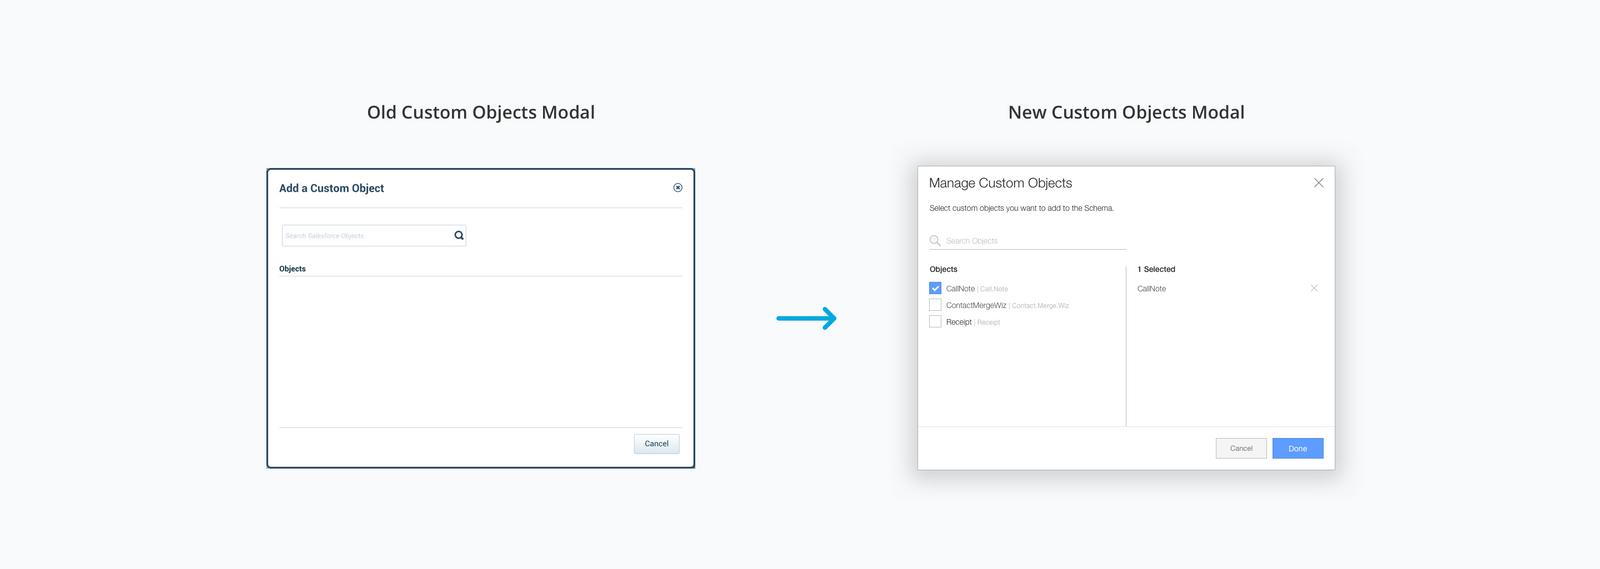 Old Custom Objects Modal
New Custom Objects Modal
Add a Custom Object
Search Salesforce Objects
Objects
Cancel
Manage Custom Objects
Select custom objects you want to add to the Schema.
Search Objects
Objects
CallNote | Call.Note
ContactMergeWiz | Contact.Merge.Wiz
Receipt | Receipt
1 Selected
CallNote
Cancel
Done